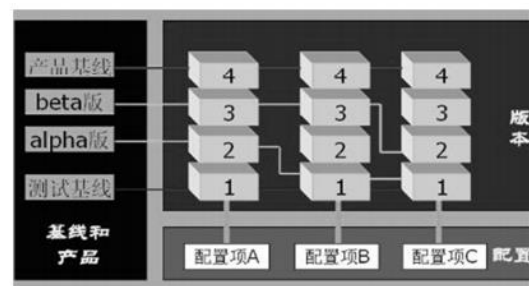 产品基线 4 4 4
beta版 3 3 3
alpha版 2 2 2
测试基线 1 1 1
版本
基线和
产品
配置项A 配置项B 配置项C 配置